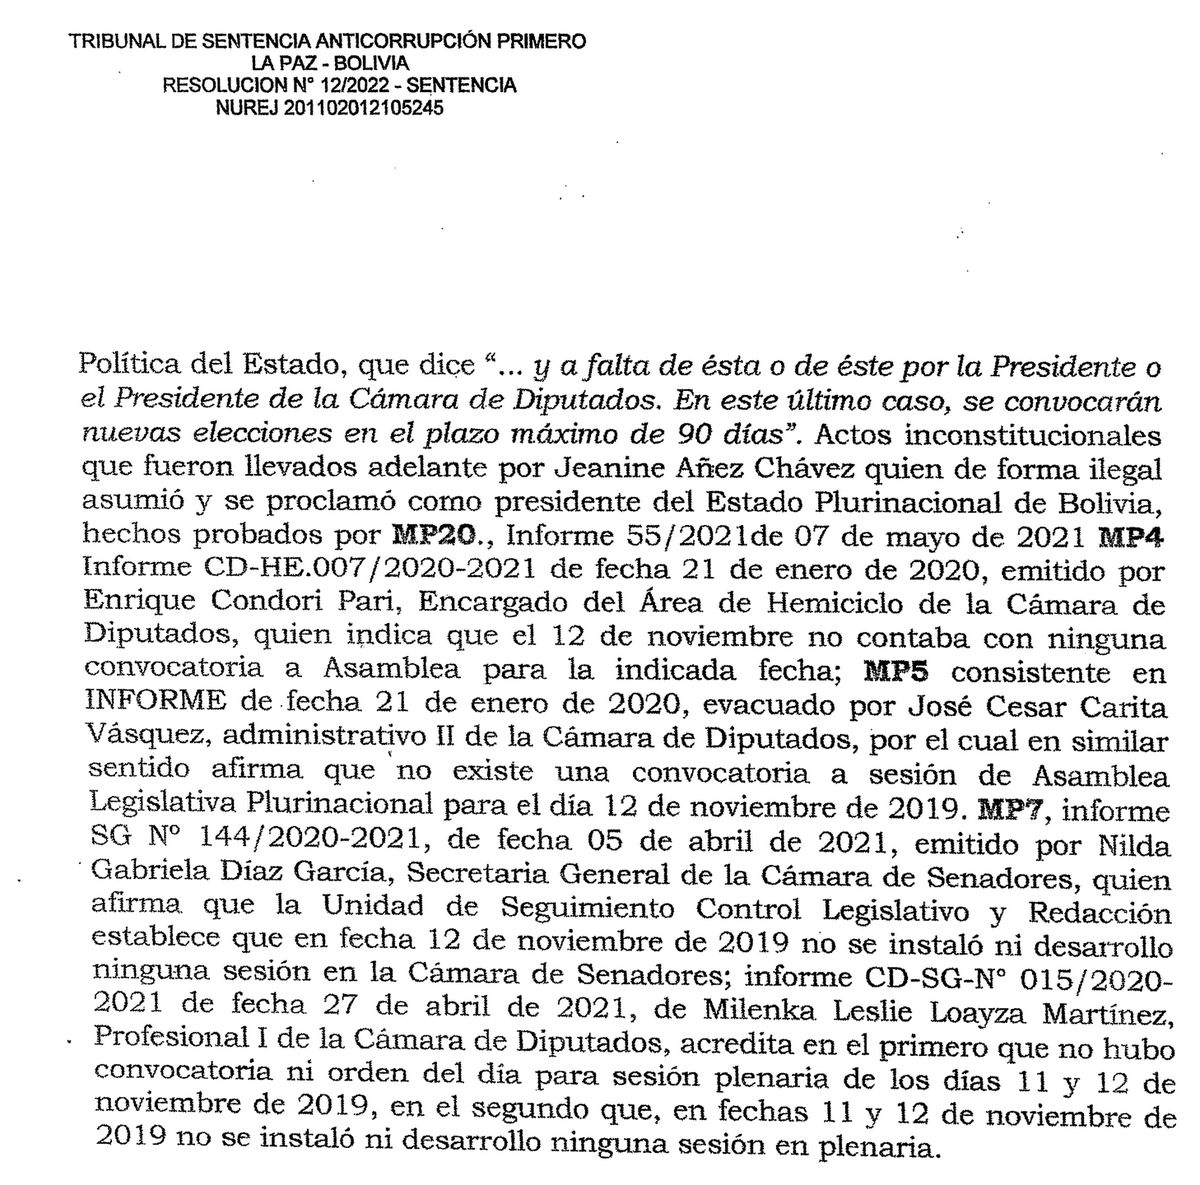 TRIBUNAL DE SENTENCIA ANTICORRUPCIÓN PRIMERO
LA PAZ - BOLIVIA
RESOLUCION N° 12/2022 - SENTENCIA
NUREJ 201102012105245
Política del Estado, que dice “... y a falta de ésta o de éste por la Presidente o
el Presidente de la Cámara de Diputados. En este último caso, se convocarán
nuevas elecciones en el plazo máximo de 90 días”. Actos inconstitucionales
que fueron llevados adelante por Jeanine Añez Chávez quien de forma ilegal
asumió y se proclamó como presidente del Estado Plurinacional de Bolivia,
hechos probados por MP20., Informe 55/2021de 07 de mayo de 2021 MP4
Informe CD-HE.007/2020-2021 de fecha 21 de enero de 2020, emitido por
Enrique Condori Pari, Encargado del Área de Hemiciclo de la Cámara de
Diputados, quien indica que el 12 de noviembre no contaba con ninguna
convocatoria a Asamblea para la indicada fecha; MP5 consistente en
INFORME de fecha 21 de enero de 2020, evacuado por José Cesar Carita
Vásquez, administrativo II de la Cámara de Diputados, por el cual en similar
sentido afirma que no existe una convocatoria a sesión de Asamblea
Legislativa Plurinacional para el día 12 de noviembre de 2019. MP7, informe
SG N° 144/2020-2021, de fecha 05 de abril de 2021, emitido por Nilda
Gabriela Díaz García, Secretaria General de la Cámara de Senadores, quien
afirma que la Unidad de Seguimiento Control Legislativo y Redacción
establece que en fecha 12 de noviembre de 2019 no se instaló ni desarrollo
ninguna sesión en la Cámara de Senadores; informe CD-SG-N° 015/2020-
2021 de fecha 27 de abril de 2021, de Milenka Leslie Loayza Martínez,
Profesional I de la Cámara de Diputados, acredita en el primero que no hubo
convocatoria ni orden del día para sesión plenaria de los días 11 y 12 de
noviembre de 2019, en el segundo que, en fechas 11 y 12 de noviembre de
2019 no se instaló ni desarrollo ninguna sesión en plenaria.